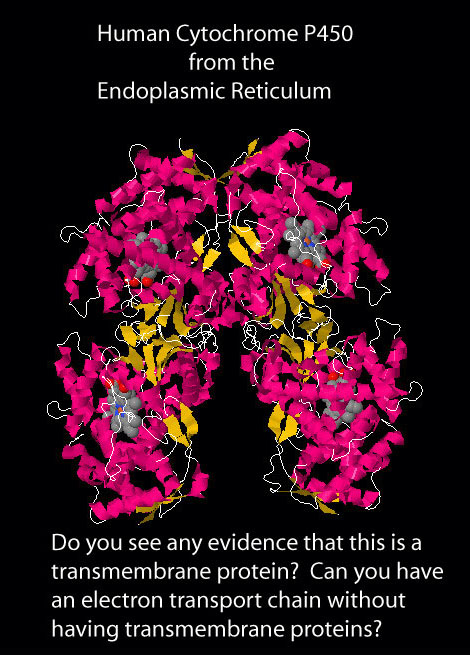 Human Cytochrome P450
from the
Endoplasmic Reticulum
Do you see any evidence that this is a
transmembrane protein?  Can you have
an electron transport chain without
having transmembrane proteins?